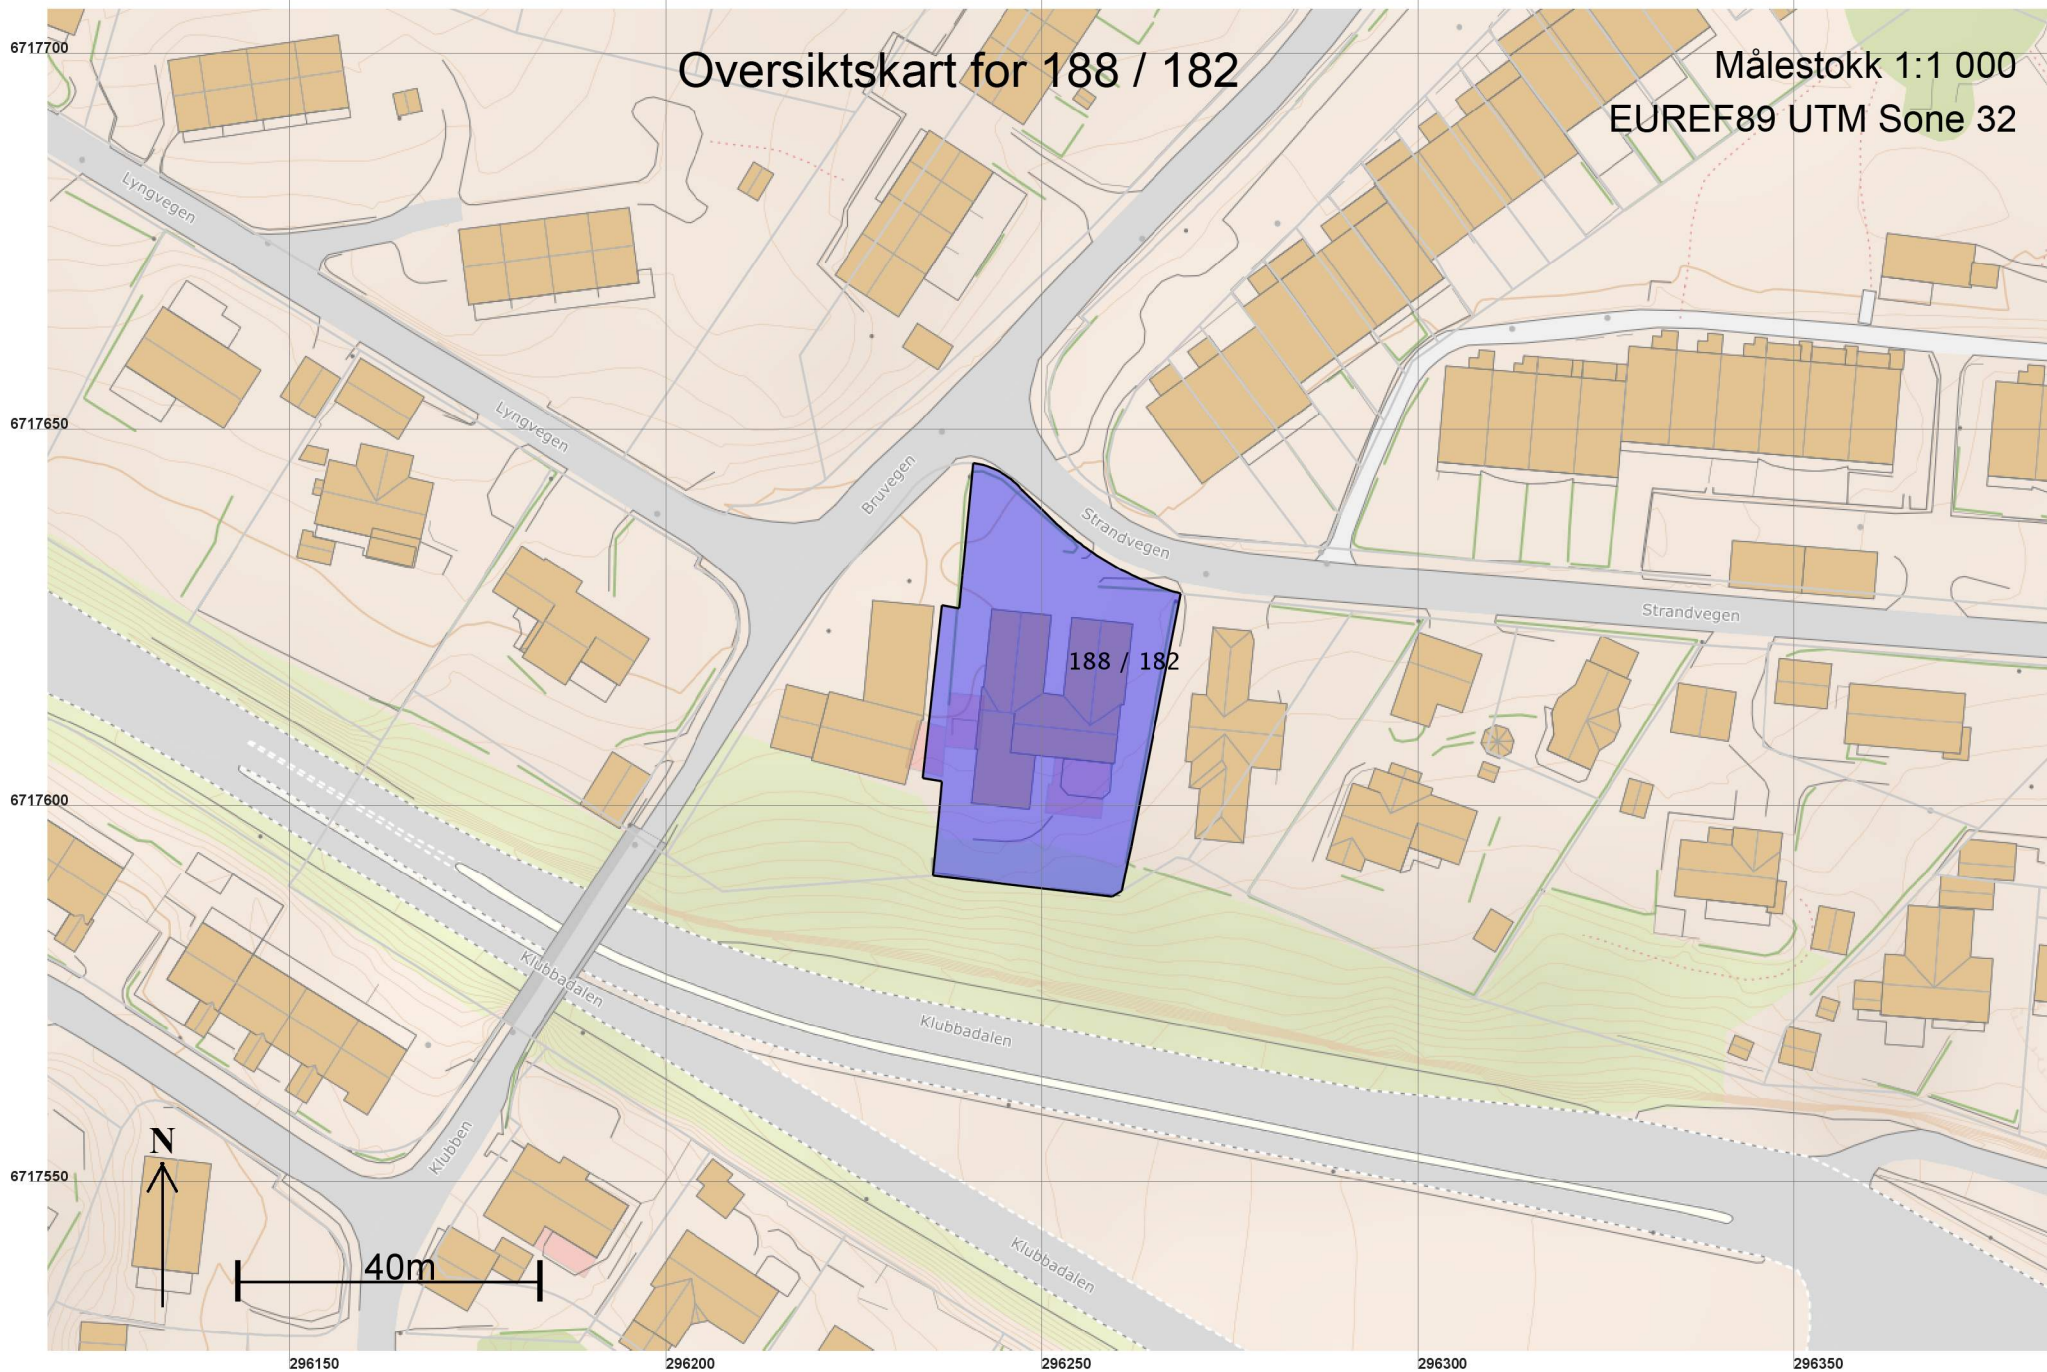 6717700
Oversiktskart for 188 / 182
Målestokk 1:1 000
EUREF89 UTM Sone 32
Lyngvegen
Lyngvegen
6717650
Bruvegen
Strandvegen
Strandvegen
188 / 182
6717600
Klubbadalen
Klubbadalen
Klubben
N
6717550
Klubbadalen
40m
296150
296200
296250
296300
296350